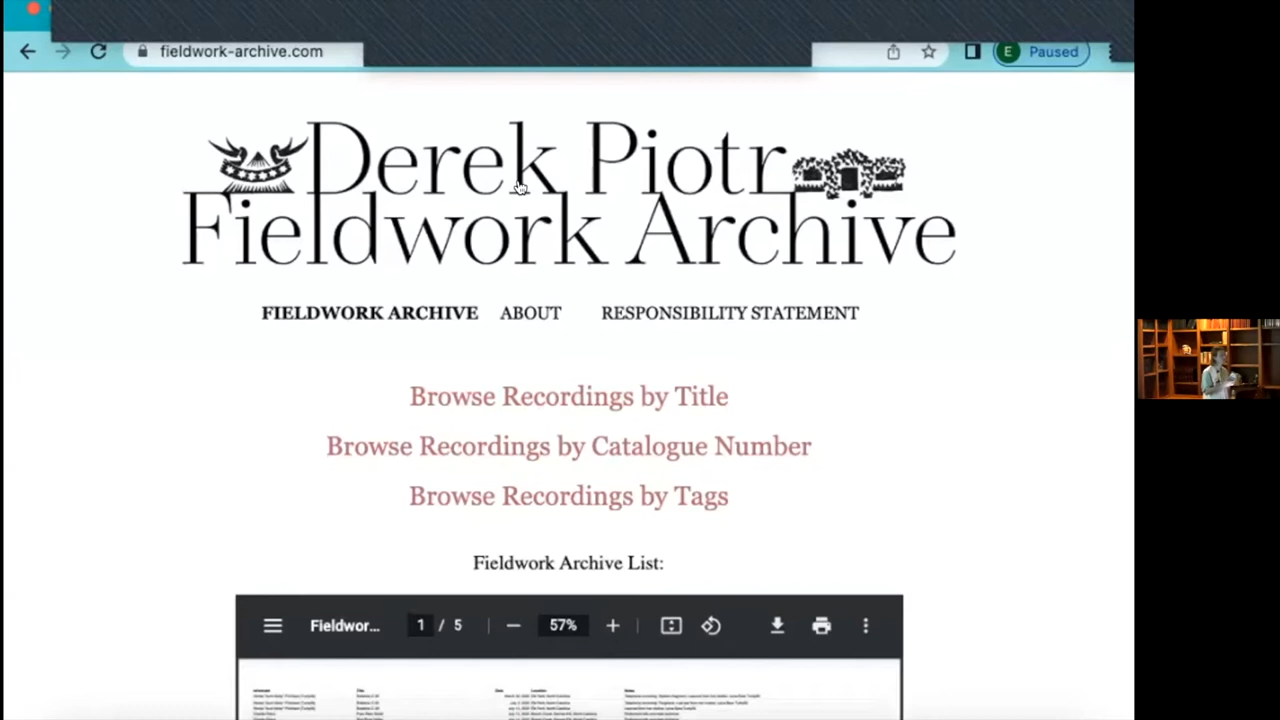 fieldwork-archive.com
E Paused
Derek Piotr
Fieldwork Archive
FIELDWORK ARCHIVE ABOUT RESPONSIBILITY STATEMENT
Browse Recordings by Title
Browse Recordings by Catalogue Number
Browse Recordings by Tags
Fieldwork Archive List:
Fieldwor... 1 / 5 57%